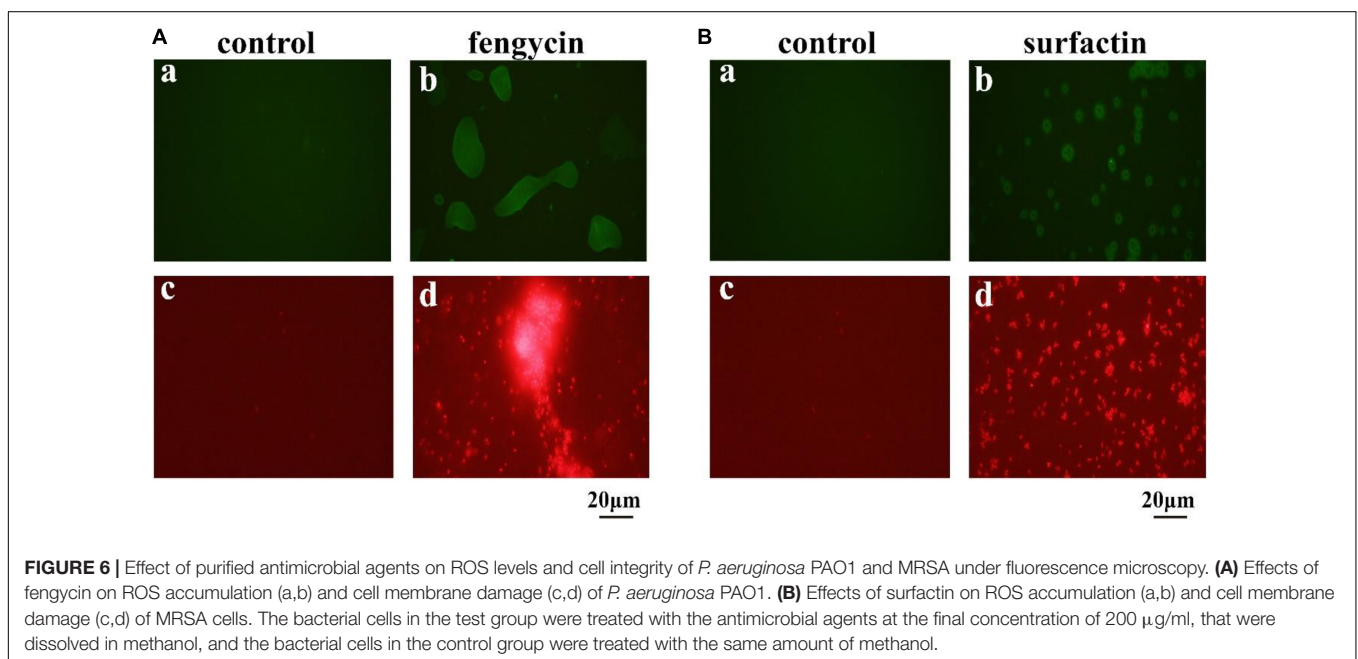 A
control fengycin
B
control surfactin
a b a b
c d c d
20μm 20μm
FIGURE 6 | Effect of purified antimicrobial agents on ROS levels and cell integrity of P. aeruginosa PAO1 and MRSA under fluorescence microscopy. (A) Effects of
fengycin on ROS accumulation (a,b) and cell membrane damage (c,d) of P. aeruginosa PAO1. (B) Effects of surfactin on ROS accumulation (a,b) and cell membrane
damage (c,d) of MRSA cells. The bacterial cells in the test group were treated with the antimicrobial agents at the final concentration of 200 μg/ml, that were
dissolved in methanol, and the bacterial cells in the control group were treated with the same amount of methanol.